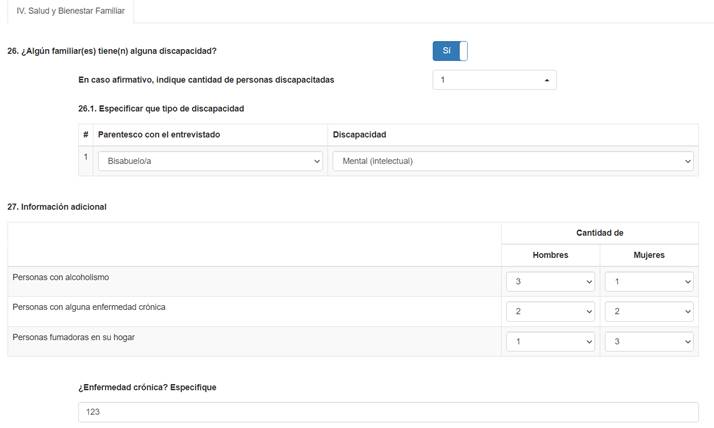 IV. Salud y Bienestar Familiar
26. ¿Algún familiar(es) tiene(n) alguna discapacidad? Sí
En caso afirmativo, indique cantidad de personas discapacitadas 1
26.1. Especificar que tipo de discapacidad
# Parentesco con el entrevistado Discapacidad
1 Bisabuelo/a Mental (intelectual)
27. Información adicional
Cantidad de
Hombres Mujeres
Personas con alcoholismo 3 1
Personas con alguna enfermedad crónica 2 2
Personas fumadoras en su hogar 1 3
¿Enfermedad crónica? Especifique
123